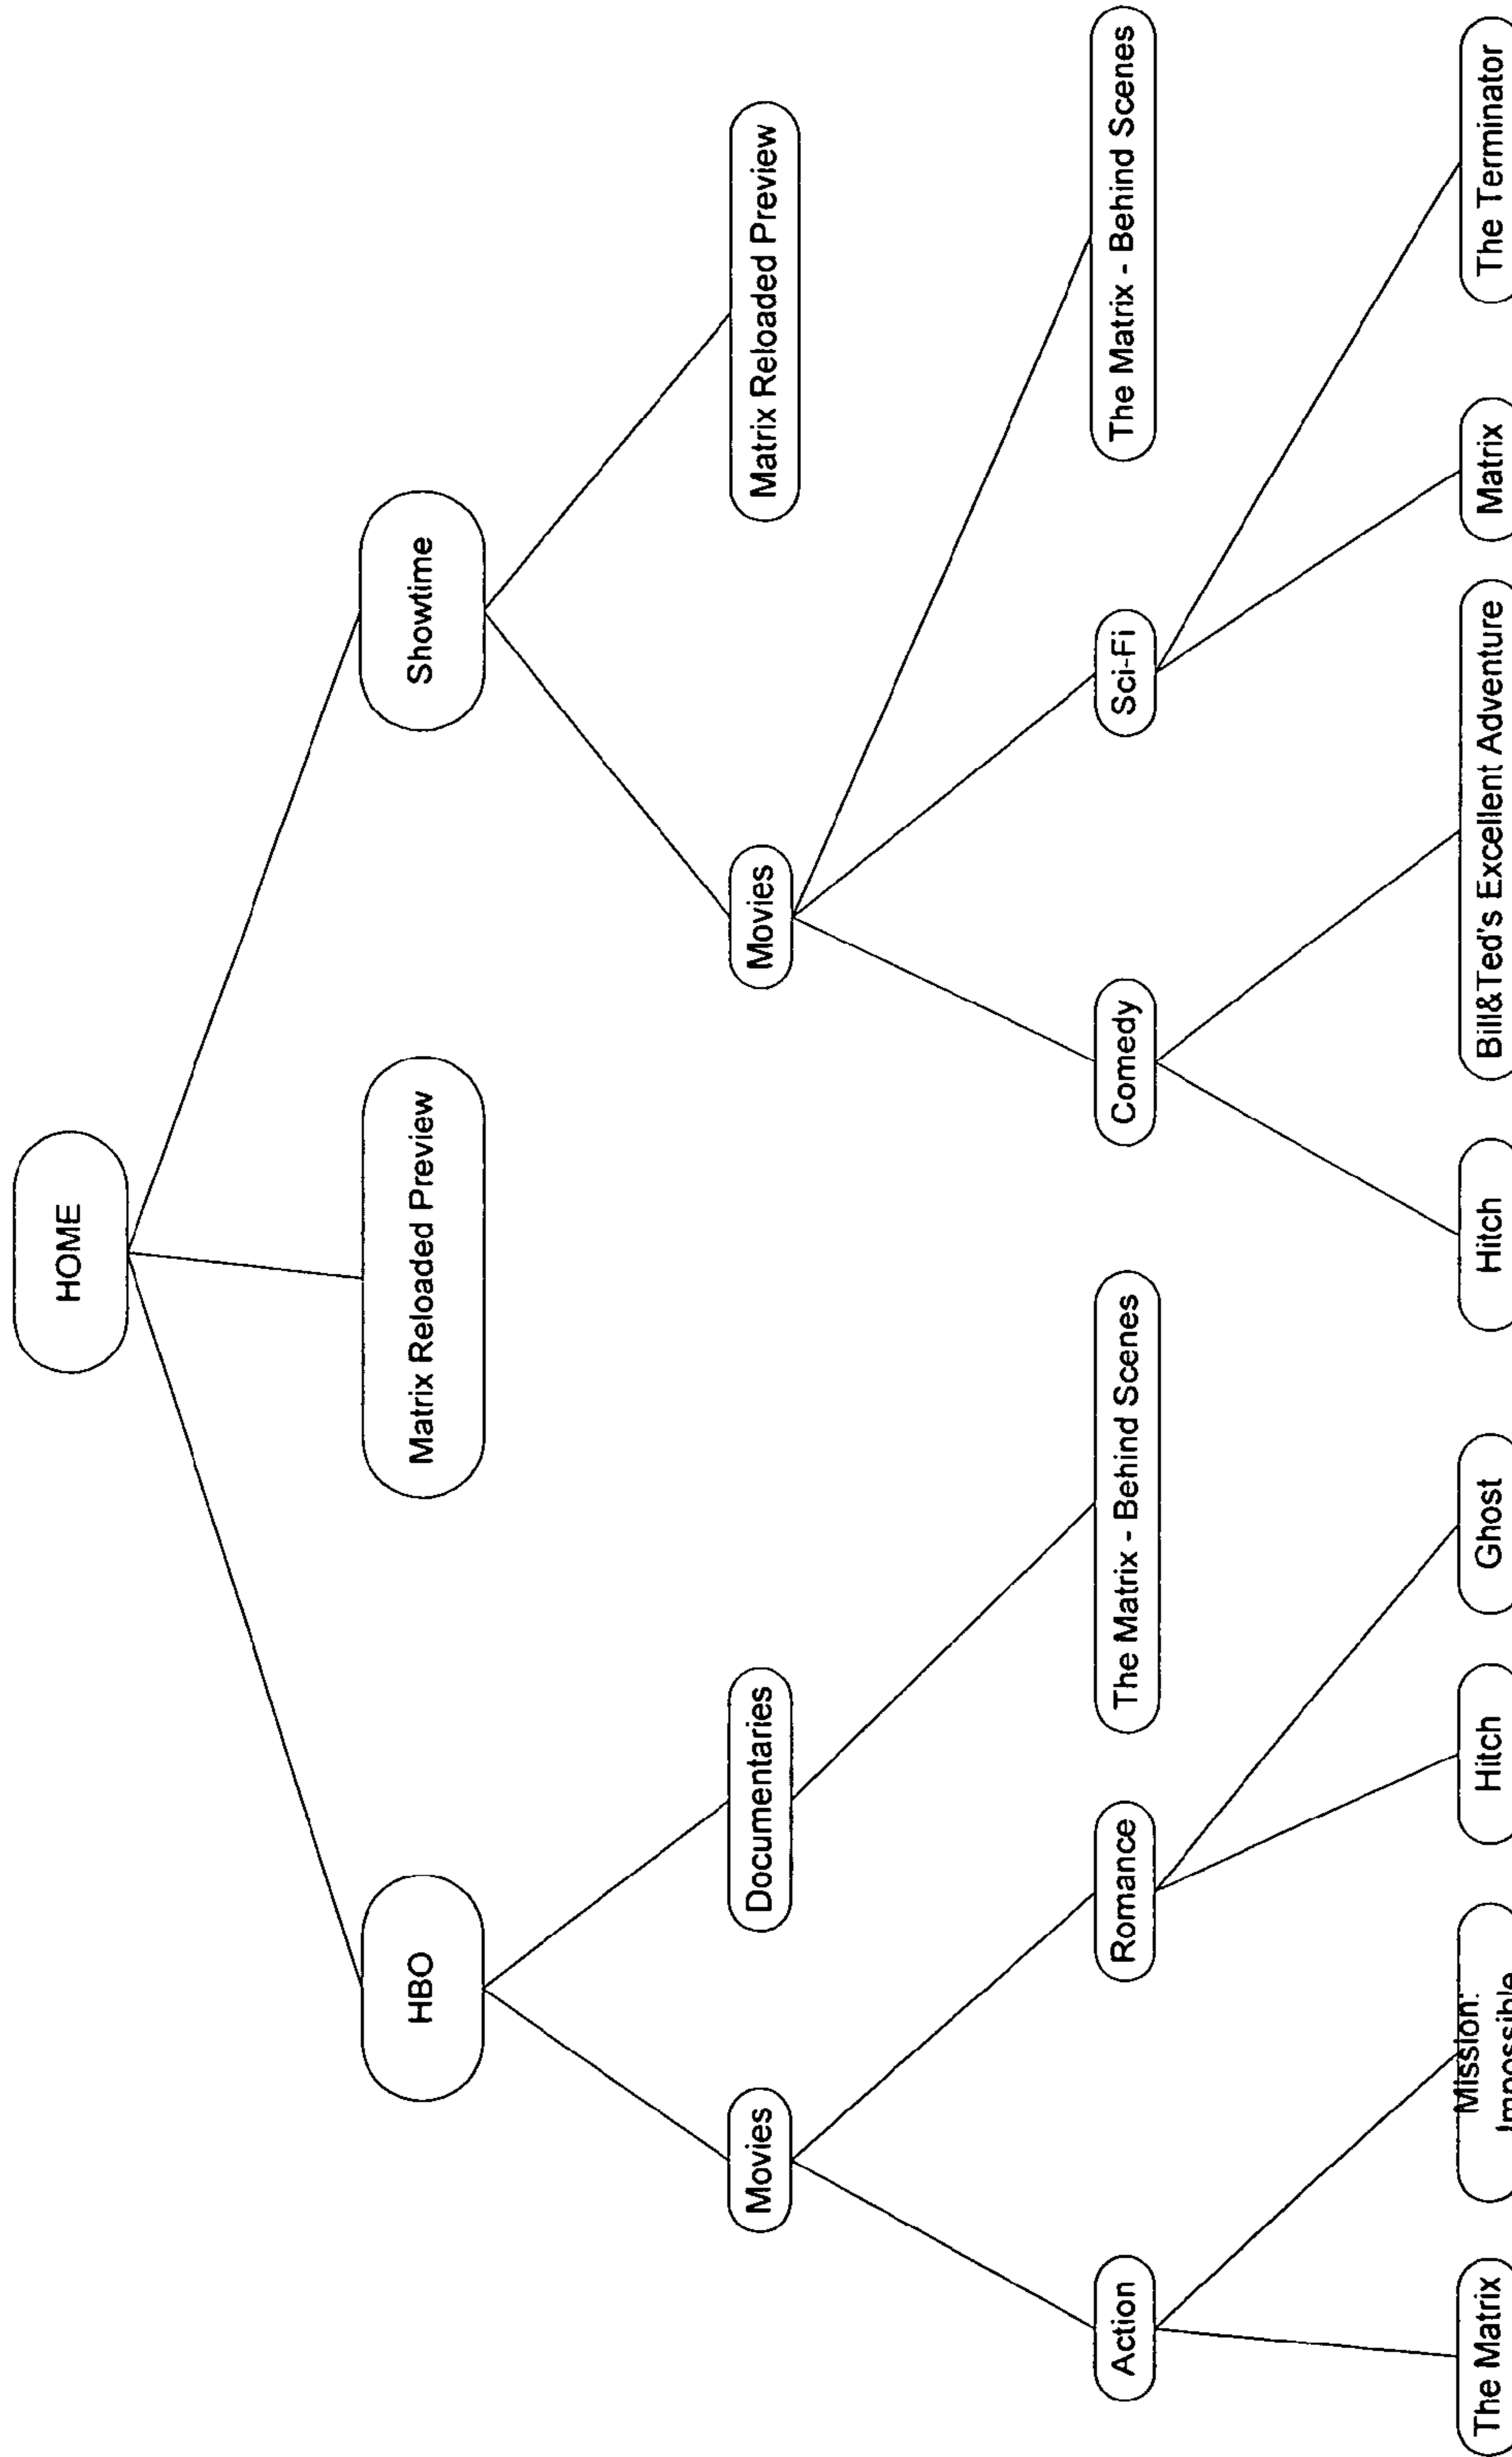 HOME
HBO
Matrix Reloaded Preview
Showtime
Movies
Documentaries
Movies
Matrix Reloaded Preview
Action
Romance
The Matrix - Behind Scenes
Comedy
Sci-Fi
The Matrix - Behind Scenes
The Matrix
Mission:
Impossible
Hitch
Ghost
Hitch
Bill&Ted's Excellent Adventure
Matrix
The Terminator